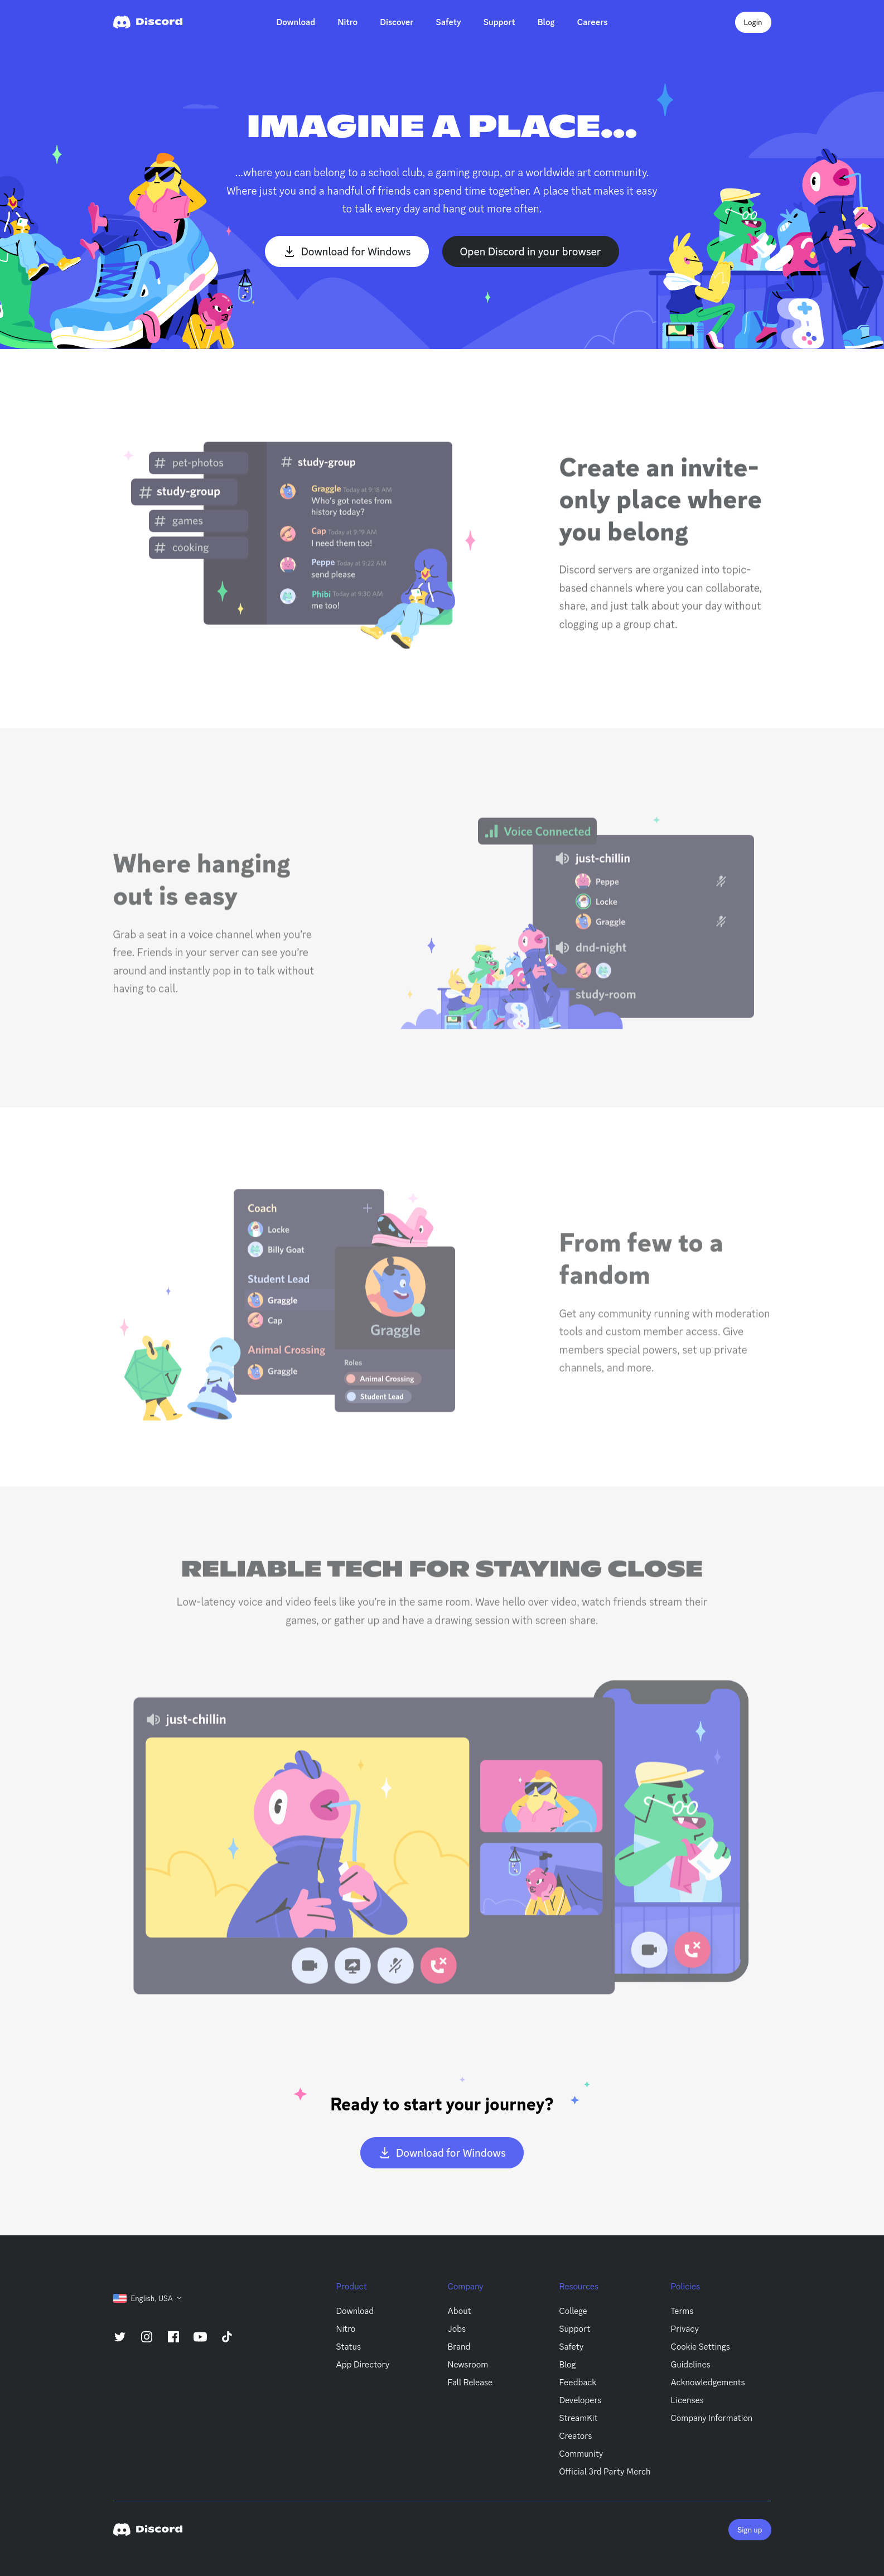 Discord
Download
Nitro
Discover
Safety
Support
Blog
Careers
Login
IMAGINE A PLACE...
...where you can belong to a school club, a gaming group, or a worldwide art community.
Where just you and a handful of friends can spend time together. A place that makes it easy
to talk every day and hang out more often.
Download for Windows
Open Discord in your browser
pet-photos
study-group
games
cooking
study-group
Graggle Today at 9:18 AM
Who's got notes from
history today?
Cap Today at 9:19 AM
I need them too!
Peppe Today at 9:22 AM
send please
Phibi Today at 9:30 AM
me too!
Create an invite-
only place where
you belong
Discord servers are organized into topic-
based channels where you can collaborate,
share, and just talk about your day without
clogging up a group chat.
Where hanging
out is easy
Grab a seat in a voice channel when you're
free. Friends in your server can see you're
around and instantly pop in to talk without
having to call.
Voice Connected
just-chillin
Peppe
Locke
Graggle
dnd-night
study-room
Coach
Locke
Billy Goat
Student Lead
Graggle
Cap
Animal Crossing
Graggle
Graggle
Roles
Animal Crossing
Student Lead
From few to a
fandom
Get any community running with moderation
tools and custom member access. Give
members special powers, set up private
channels, and more.
RELIABLE TECH FOR STAYING CLOSE
Low-latency voice and video feels like you're in the same room. Wave hello over video, watch friends stream their
games, or gather up and have a drawing session with screen share.
just-chillin
Ready to start your journey?
Download for Windows
English, USA
Product
Download
Nitro
Status
App Directory
Company
About
Jobs
Brand
Newsroom
Fall Release
Resources
College
Support
Safety
Blog
Feedback
Developers
StreamKit
Creators
Community
Official 3rd Party Merch
Policies
Terms
Privacy
Cookie Settings
Guidelines
Acknowledgements
Licenses
Company Information
Discord
Sign up